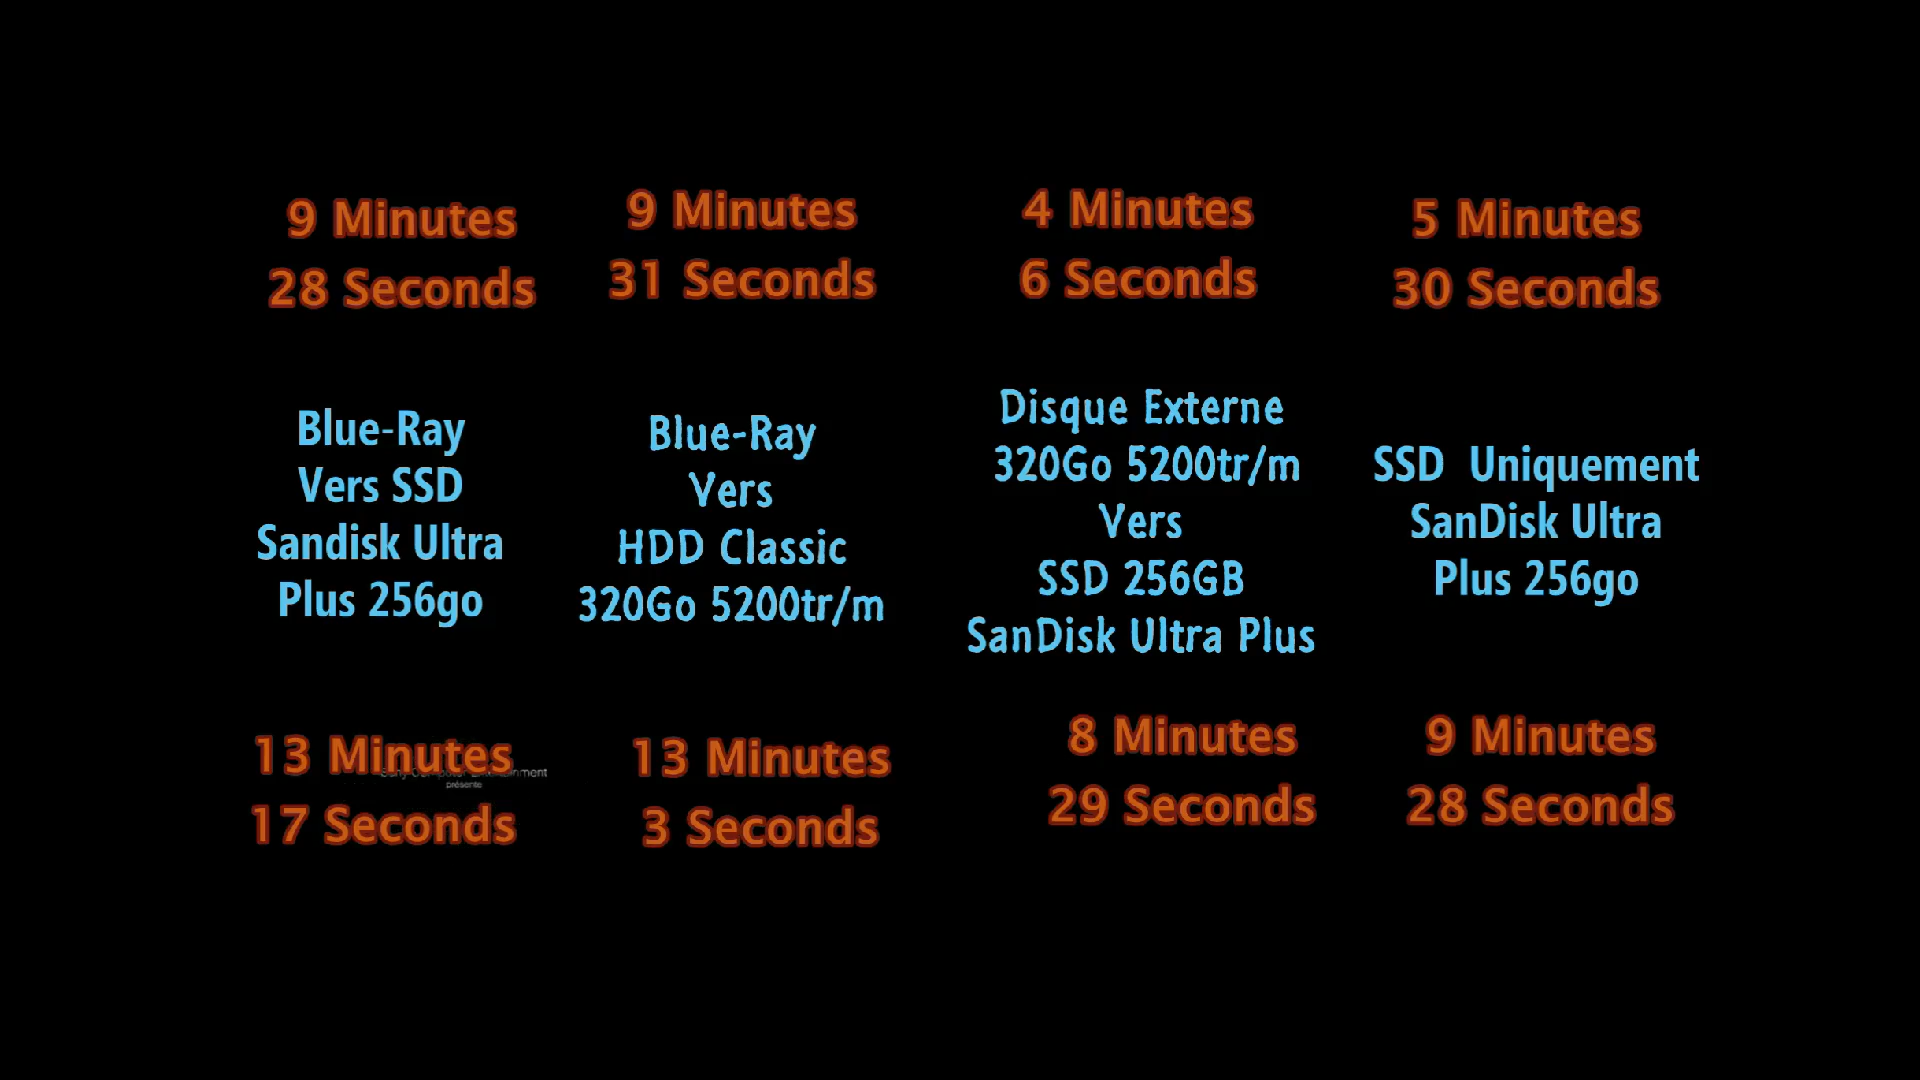 9 Minutes
28 Seconds
9 Minutes
31 Seconds
4 Minutes
6 Seconds
5 Minutes
30 Seconds
Blue-Ray
Vers SSD
Sandisk Ultra
Plus 256go
Blue-Ray
Vers
HDD Classic
320Go 5200tr/m
Disque Externe
320Go 5200tr/m
Vers
SSD 256GB
SanDisk Ultra Plus
SSD Uniquement
SanDisk Ultra
Plus 256go
13 Minutes
17 Seconds
présente
13 Minutes
3 Seconds
8 Minutes
29 Seconds
9 Minutes
28 Seconds